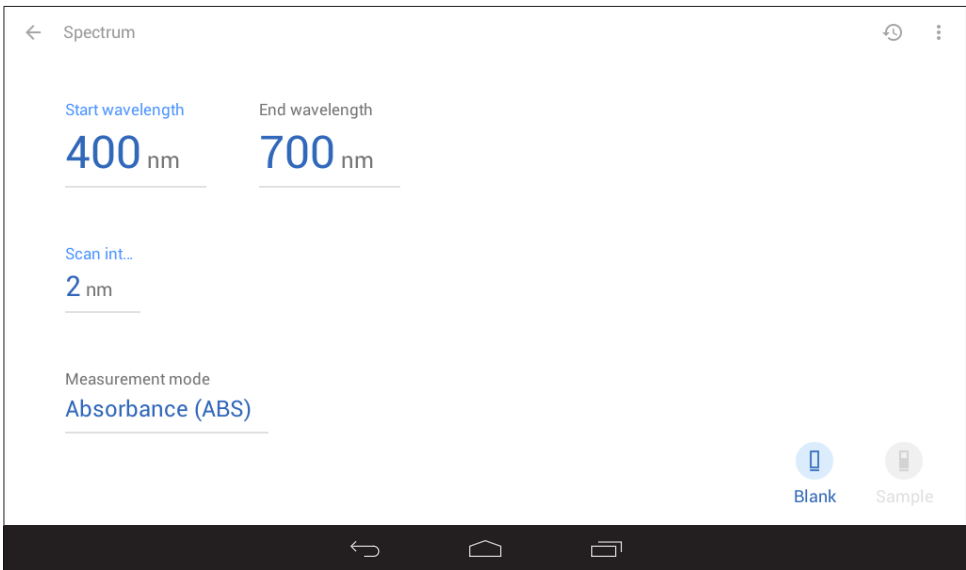 Spectrum
Start wavelength End wavelength
400 nm 700 nm
Scan int…
2 nm
Measurement mode
Absorbance (ABS)
Blank Sample